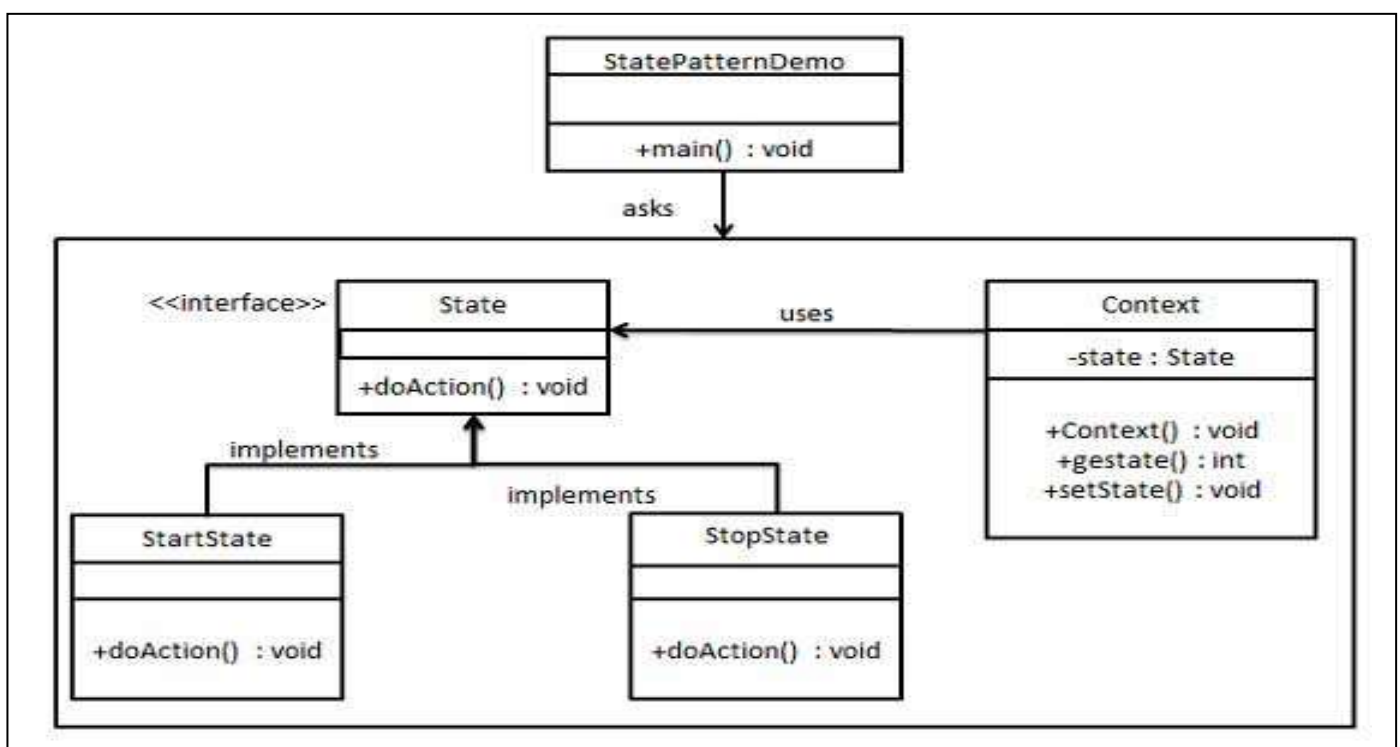 StatePatternDemo
+main() : void
asks
<<interface>>
State
+doAction() : void
uses
Context
-state : State
+Context() : void
+gestate() : int
+setState() : void
implements
implements
StartState
+doAction() : void
StopState
+doAction() : void